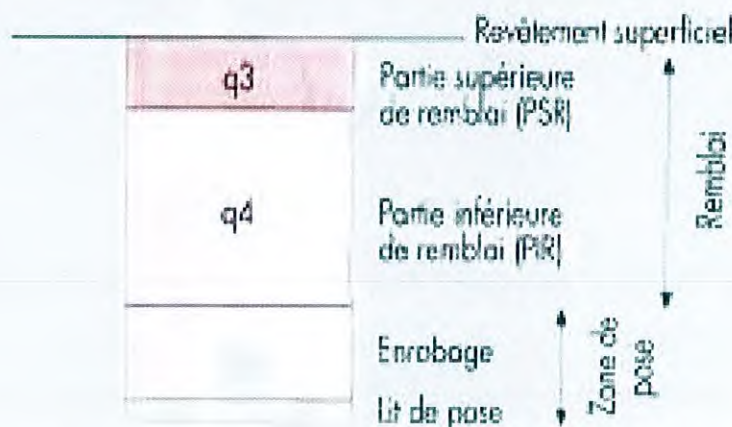 Revêtement superficiel
q3
Partie supérieure
de remblai (PSR)
Remblai
q4
Partie inférieure
de remblai (PIR)
Enrobage
Zone de
pose
Lit de pose